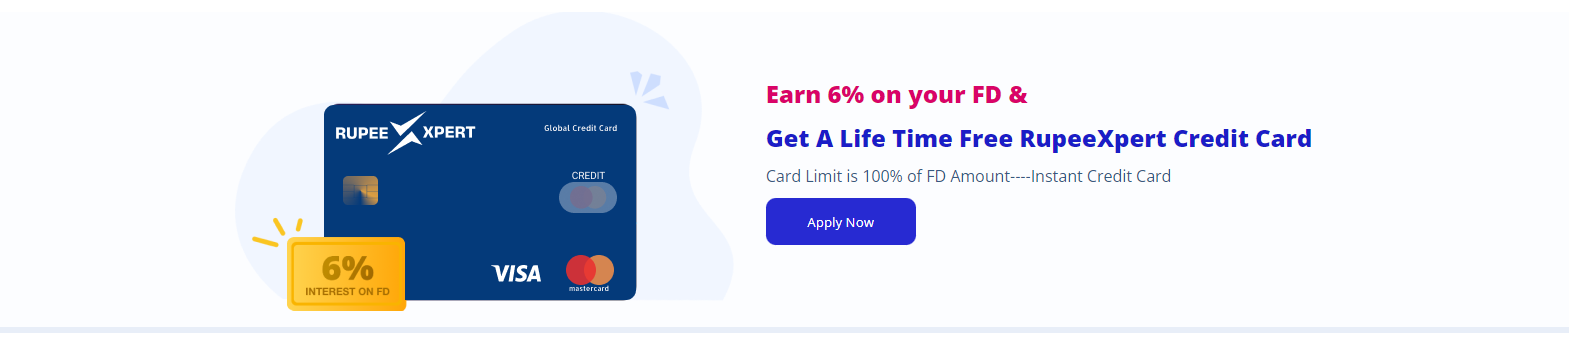 RUPEE XPERT
Global Credit Card
CREDIT
6%
INTEREST ON FD
VISA
mastercard
Earn 6% on your FD &
Get A Life Time Free RupeeXpert Credit Card
Card Limit is 100% of FD Amount----Instant Credit Card
Apply Now